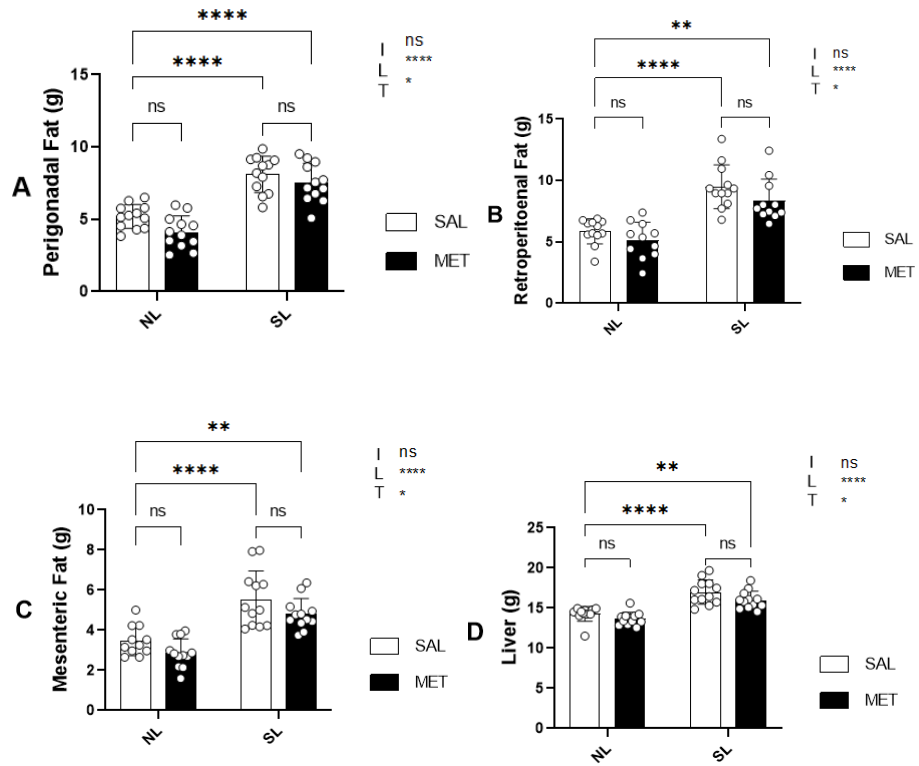 A
****
****
ns
ns
I ns
L ****
T *
Perigonadal Fat (g)
15
10
5
0
NL
SL
SAL
MET
B
**
****
ns
ns
I ns
L ****
T *
Retroperitoenal Fat (g)
15
10
5
0
NL
SL
SAL
MET
C
**
****
ns
ns
I ns
L ****
T *
Mesenteric Fat (g)
10
8
6
4
2
0
NL
SL
SAL
MET
D
**
****
ns
ns
I ns
L ****
T *
Liver (g)
25
20
15
10
5
0
NL
SL
SAL
MET